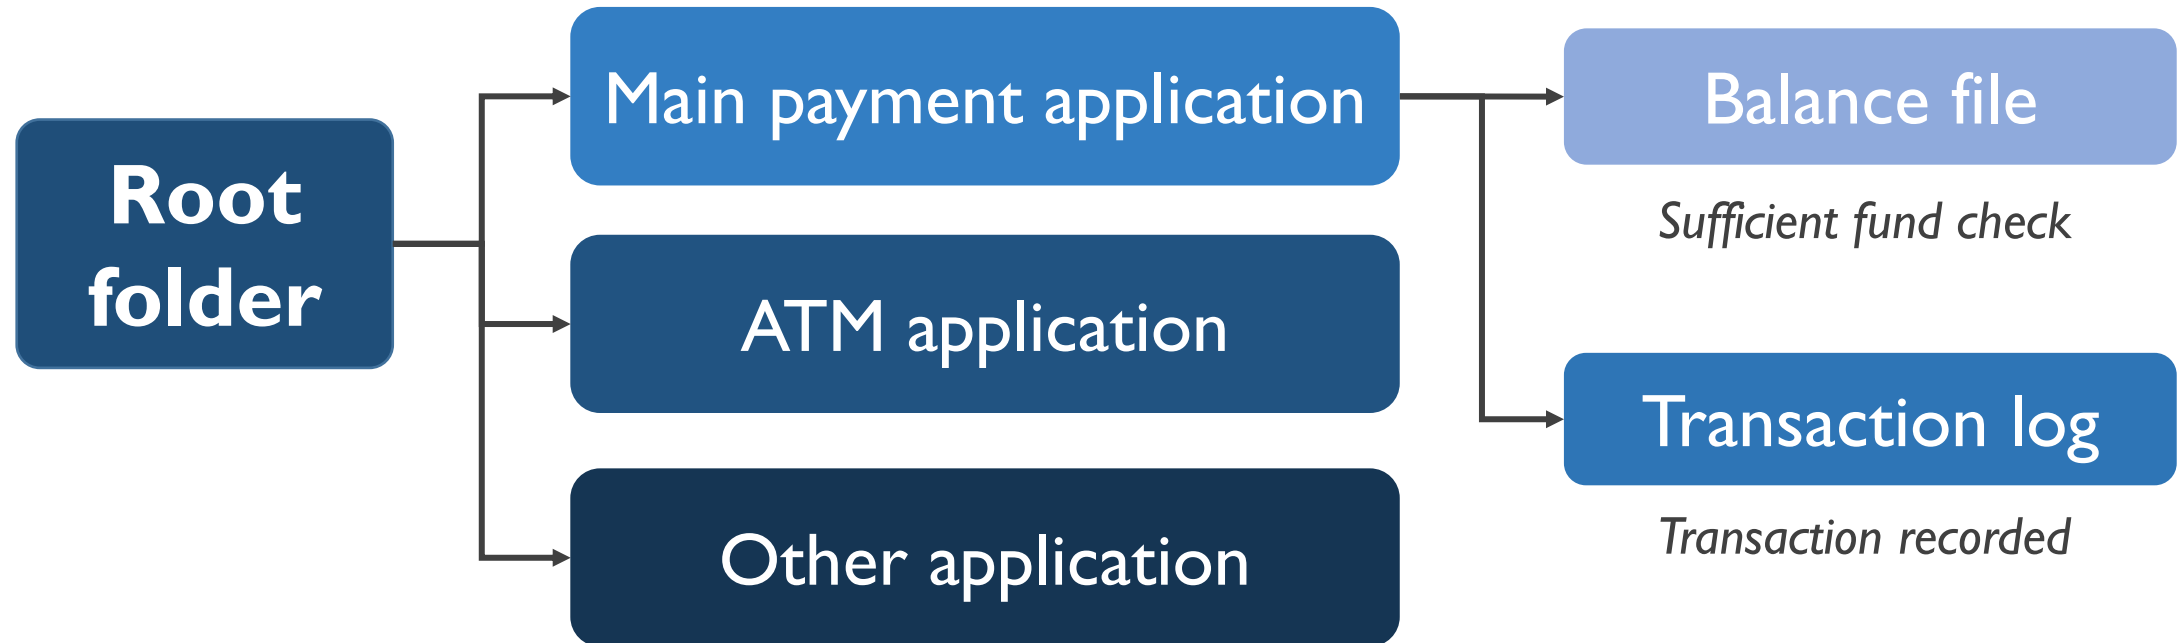 Root
folder
Main payment application
ATM application
Other application
Balance file
Sufficient fund check
Transaction log
Transaction recorded